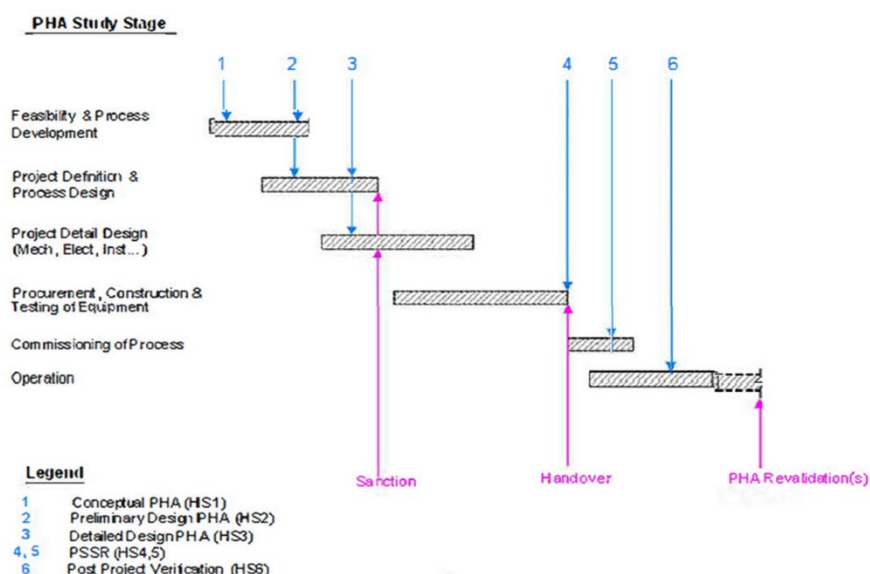 PHA Study Stage
1 2 3 4 5 6
Feasibility & Process
Development
Project Definition &
Process Design
Project Detail Design
(Mech, Elect, Inst...)
Procurement, Construction &
Testing of Equipment
Commissioning of Process
Operation
Sanction Handover PHA Revalidation(s)
Legend
1 Conceptual PHA (HS1)
2 Preliminary Design PHA (HS2)
3 Detailed Design PHA (HS3)
4, 5 PSSR (HS4,5)
6 Post Project Verification (HS6)